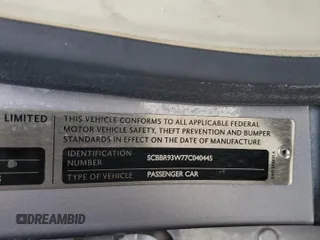 LIMITED
THIS VEHICLE CONFORMS TO ALL APPLICABLE FEDERAL
MOTOR VEHICLE SAFETY, THEFT PREVENTION AND BUMPER
STANDARDS IN EFFECT ON THE DATE OF MANUFACTURE
IDENTIFICATION NUMBER SCBBR93W77C040445
TYPE OF VEHICLE PASSENGER CAR
DREAMBID